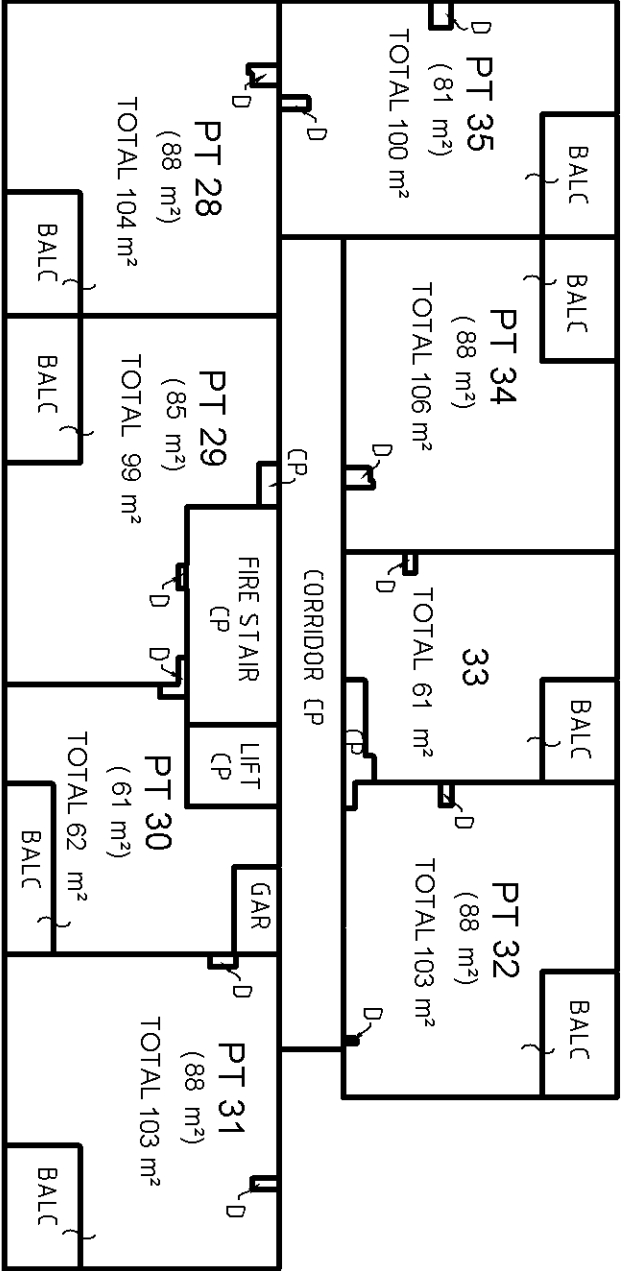 PT 28
(88 m²)
TOTAL 104 m²
BALC
D
PT 29
(85 m²)
TOTAL 99 m²
BALC
CP
D
D
FIRE STAIR
CP
LIFT
CP
PT 30
(61 m²)
TOTAL 62 m²
BALC
GAR
PT 31
(88 m²)
TOTAL 103 m²
BALC
D
D
CORRIDOR CP
PT 35
(81 m²)
TOTAL 100 m²
BALC
D
D
PT 34
(88 m²)
TOTAL 106 m²
BALC
D
33
TOTAL 61 m²
BALC
D
CP
PT 32
(88 m²)
TOTAL 103 m²
BALC
D
D